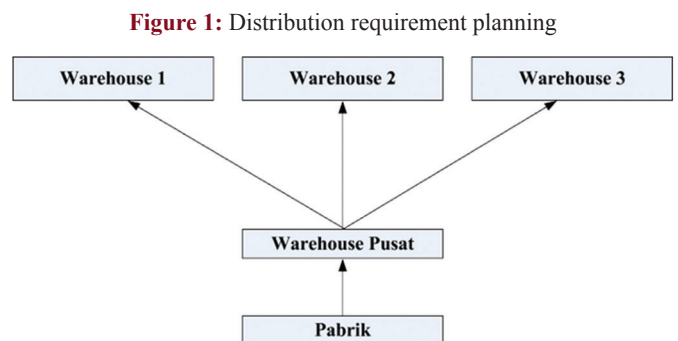 Figure 1: Distribution requirement planning
Warehouse 1
Warehouse 2
Warehouse 3
Warehouse Pusat
Pabrik